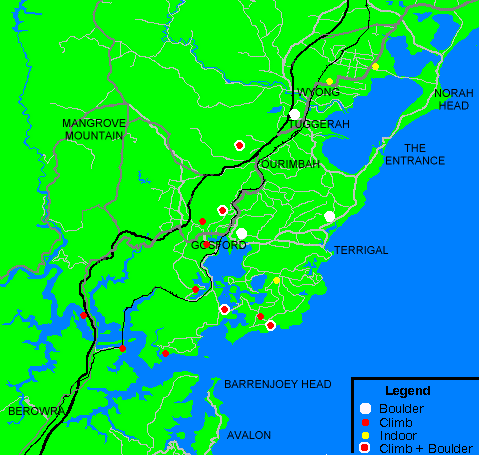 WYONG
NORAH
HEAD
MANGROVE
MOUNTAIN
TUGGERAH
THE
ENTRANCE
OURIMBAH
GOSFORD
TERRIGAL
BARRENJOEY HEAD
BEROWRA
AVALON
Legend
Boulder
Climb
Indoor
Climb + Boulder